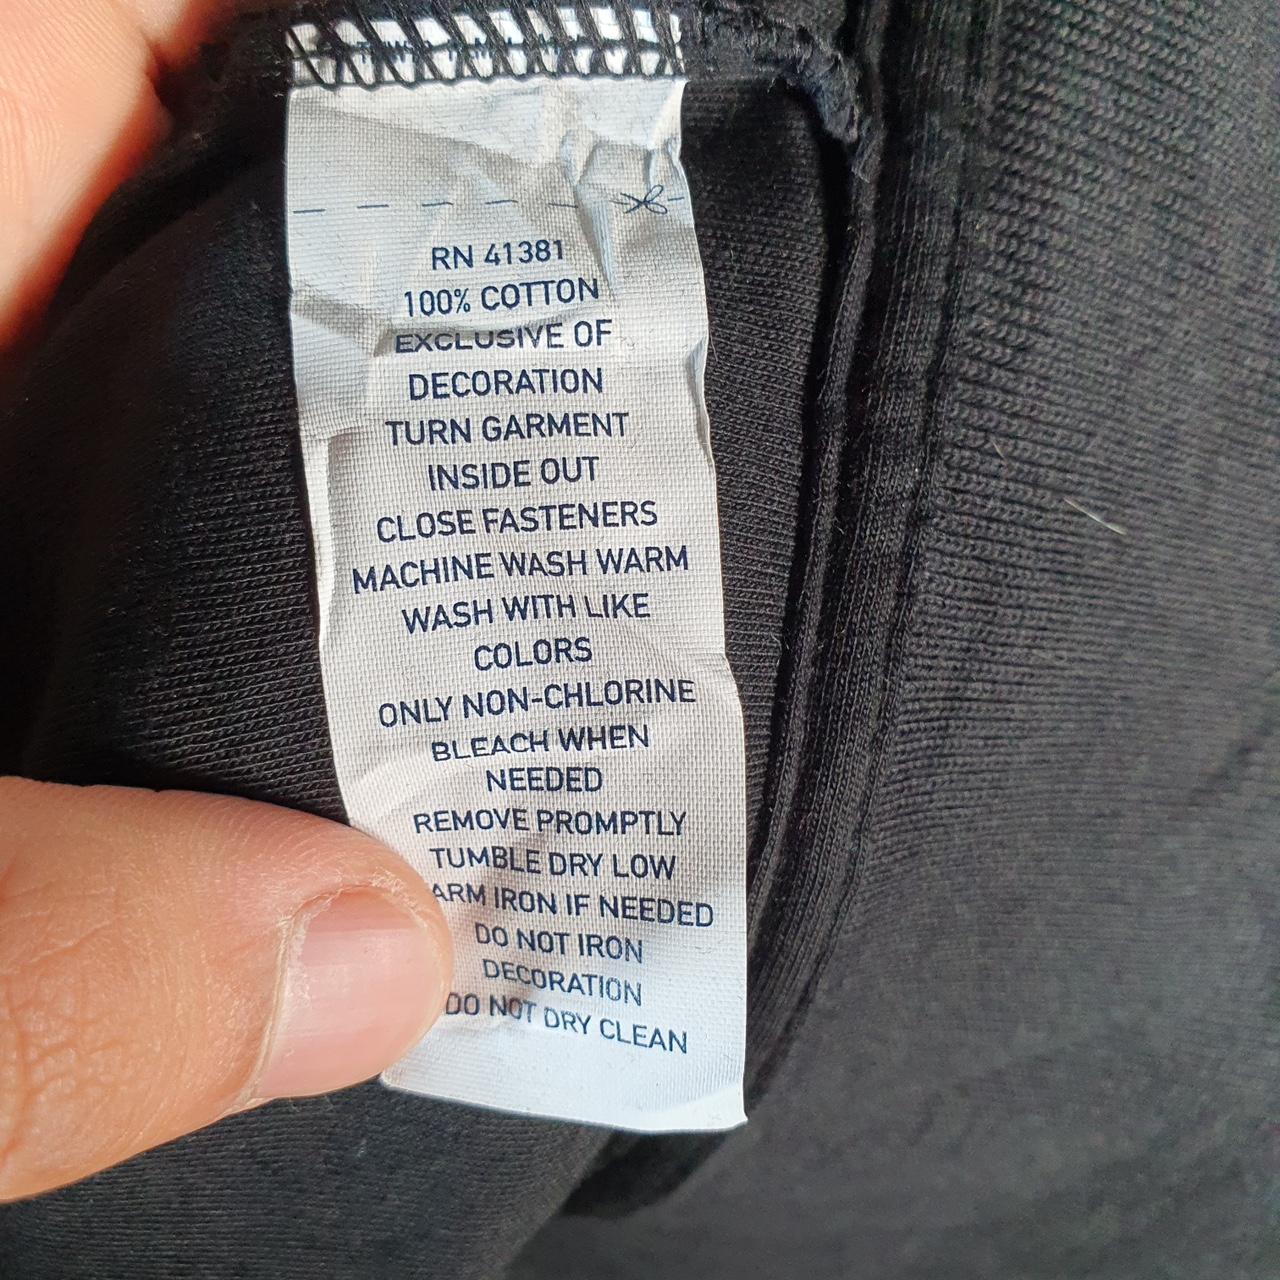 RN 41381
100% COTTON
EXCLUSIVE OF
DECORATION
TURN GARMENT
INSIDE OUT
CLOSE FASTENERS
MACHINE WASH WARM
WASH WITH LIKE
COLORS
ONLY NON-CHLORINE
BLEACH WHEN
NEEDED
REMOVE PROMPTLY
TUMBLE DRY LOW
ARM IRON IF NEEDED
DO NOT IRON
DECORATION
DO NOT DRY CLEAN